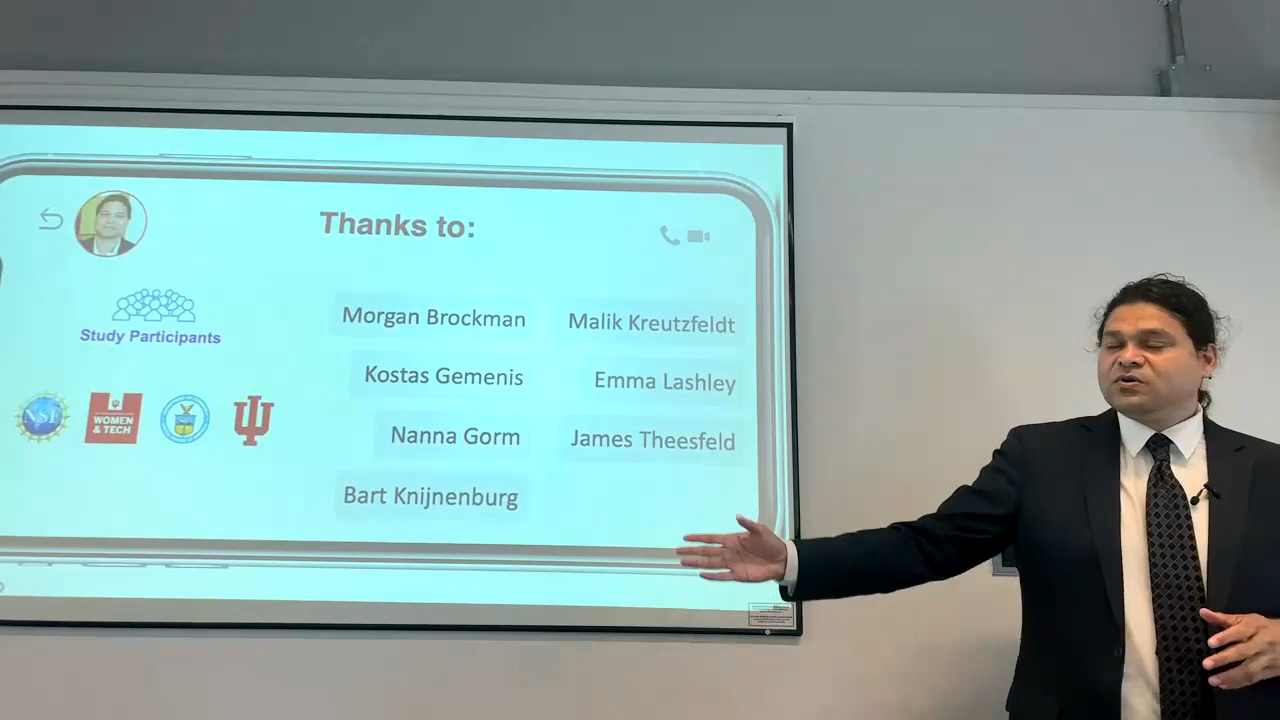 Thanks to:
Study Participants
NSF
WOMEN
& TECH
Morgan Brockman
Malik Kreutzfeldt
Kostas Gemenis
Emma Lashley
Nanna Gorm
James Theesfeld
Bart Knijnenburg